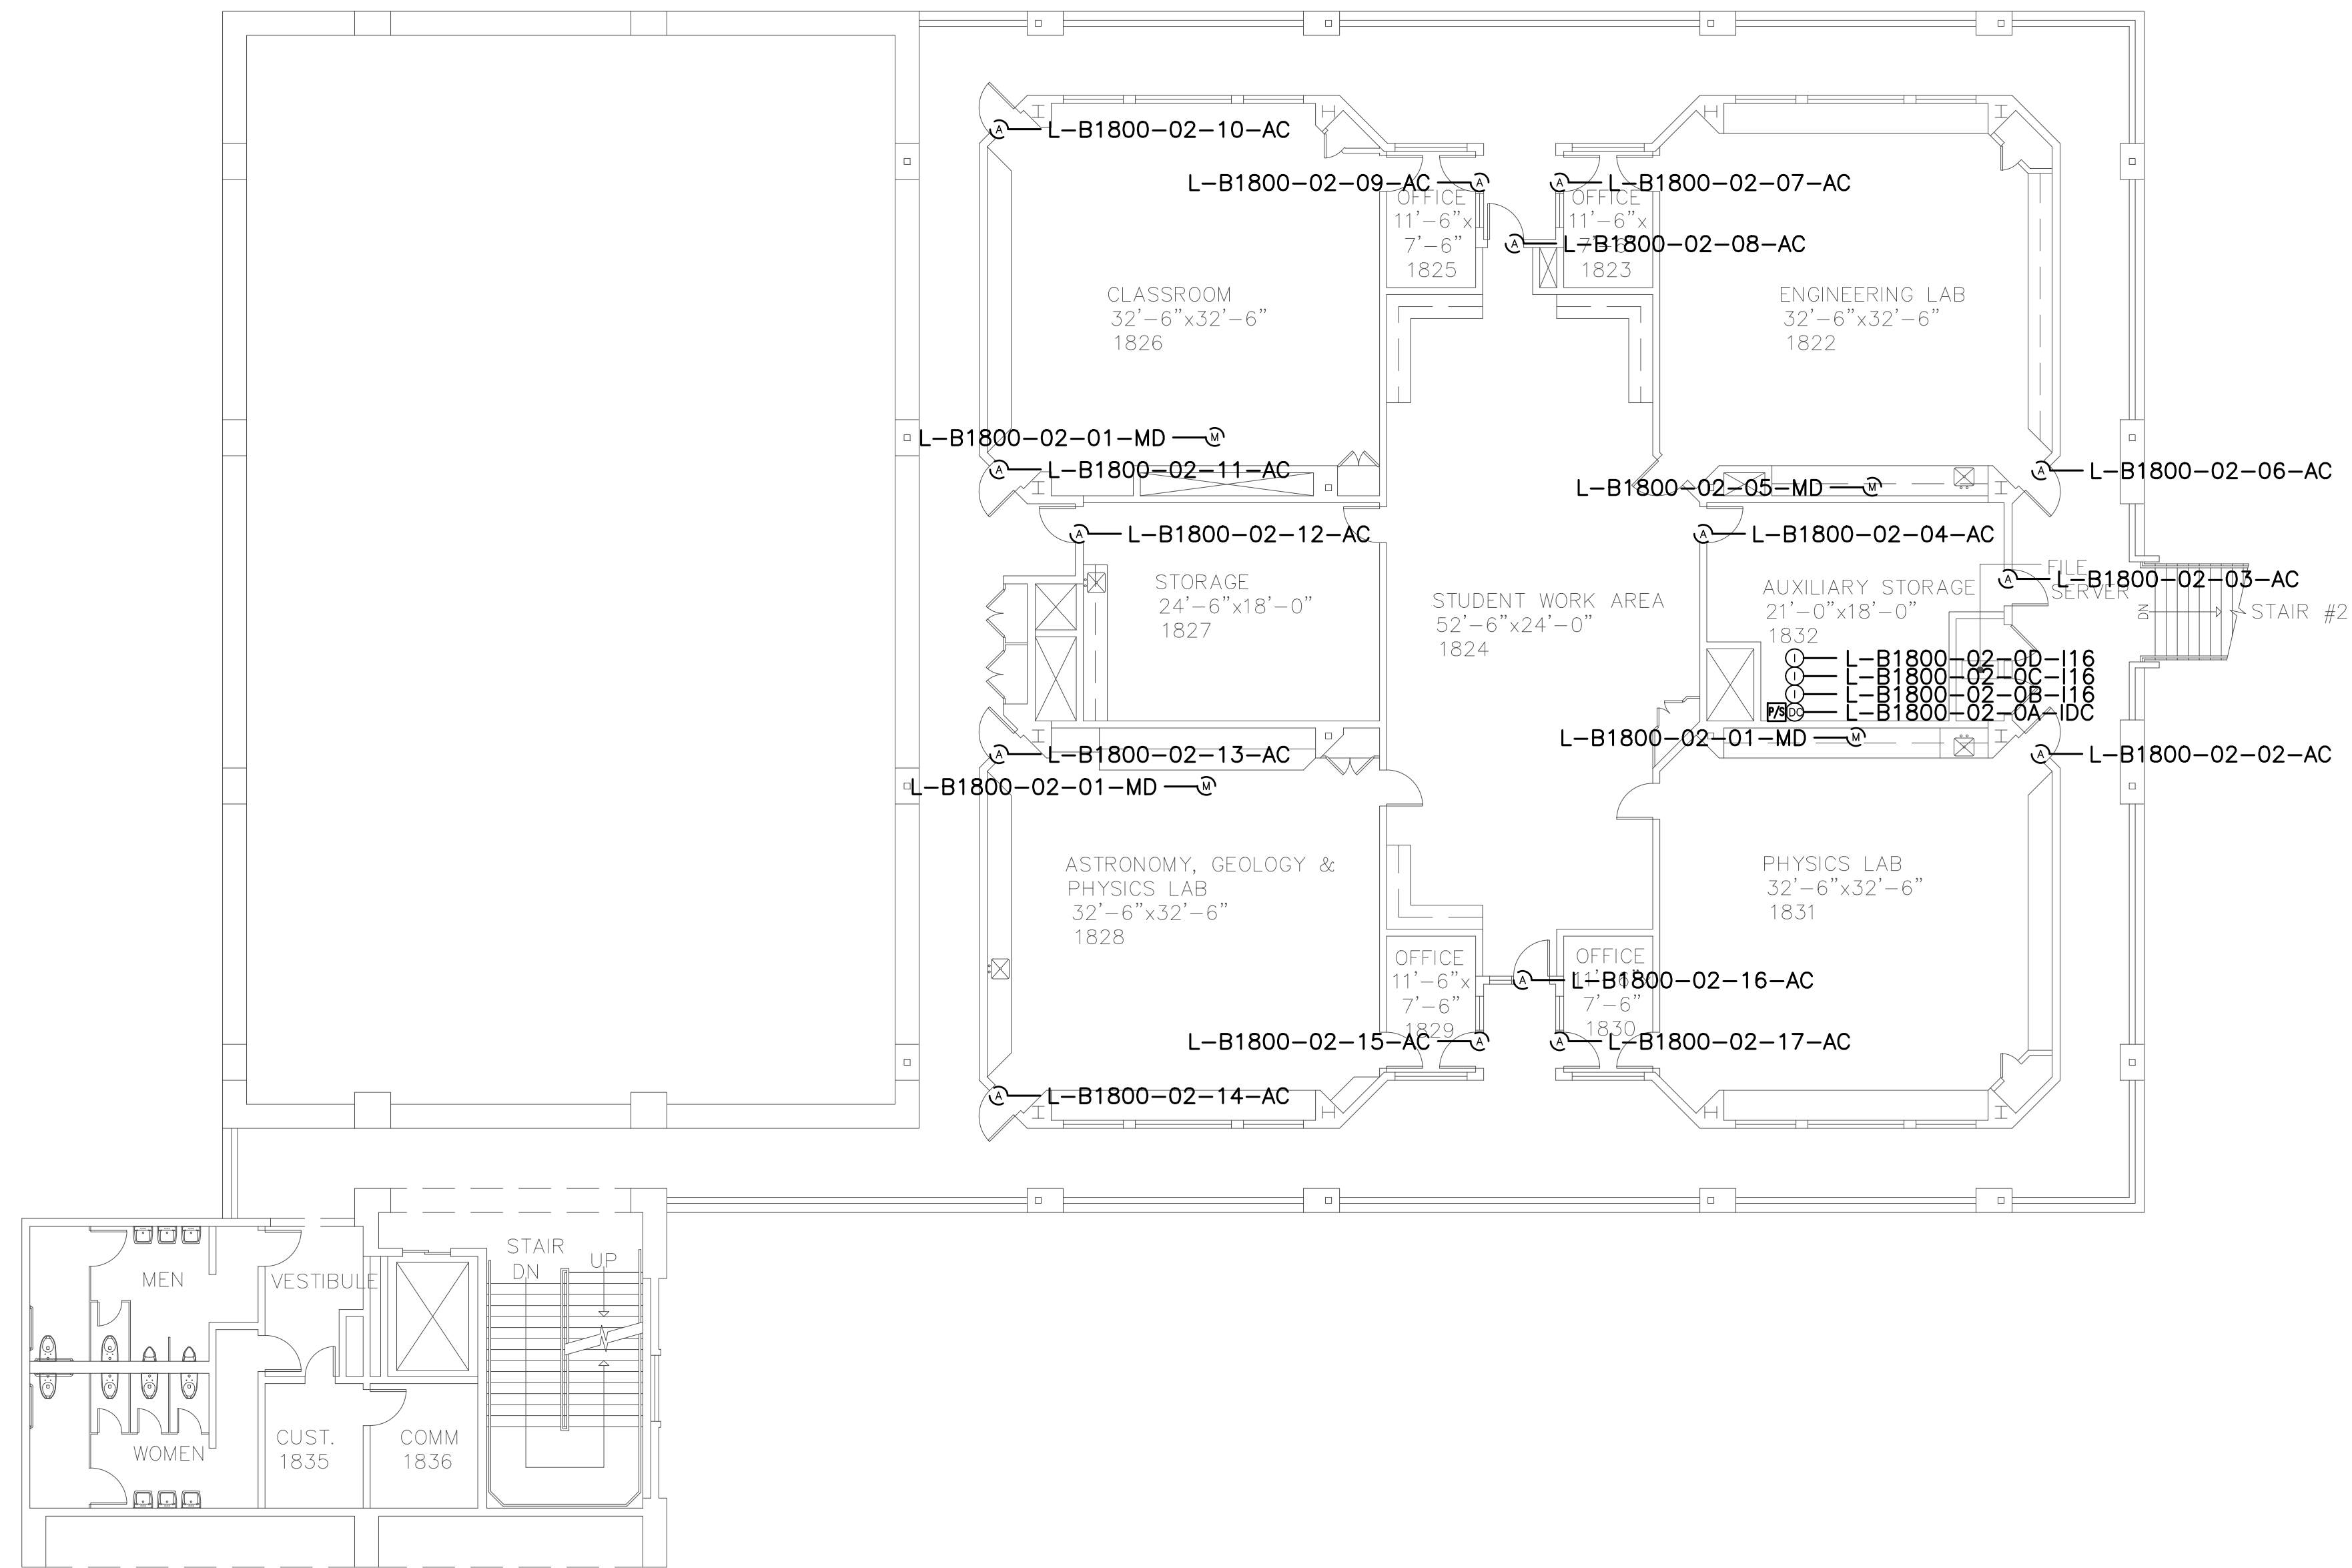 L-B1800-02-10-AC
L-B1800-02-09-AC
L-B1800-02-07-AC
OFFICE
11'-6"x
7'-6"
1825
OFFICE
11'-6"x
7'-6"
1823
L-B1800-02-08-AC
CLASSROOM
32'-6"x32'-6"
1826
ENGINEERING LAB
32'-6"x32'-6"
1822
L-B1800-02-01-MD
L-B1800-02-11-AC
L-B1800-02-05-MD
L-B1800-02-06-AC
L-B1800-02-12-AC
L-B1800-02-04-AC
STORAGE
24'-6"x18'-0"
1827
STUDENT WORK AREA
52'-6"x24'-0"
1824
AUXILIARY STORAGE
21'-0"x18'-0"
1832
FILE
SERVER
L-B1800-02-03-AC
DN
STAIR #2
L-B1800-02-0D-I16
L-B1800-02-0C-I16
L-B1800-02-0B-I16
P/S DC L-B1800-02-0A-IDC
L-B1800-02-13-AC
L-B1800-02-01-MD
L-B1800-02-01-MD
L-B1800-02-02-AC
ASTRONOMY, GEOLOGY &
PHYSICS LAB
32'-6"x32'-6"
1828
PHYSICS LAB
32'-6"x32'-6"
1831
OFFICE
11'-6"x
7'-6"
1829
OFFICE
11'-6"x
7'-6"
1830
L-B1800-02-16-AC
L-B1800-02-15-AC
L-B1800-02-17-AC
L-B1800-02-14-AC
MEN
VESTIBULE
STAIR
DN
UP
WOMEN
CUST.
1835
COMM
1836